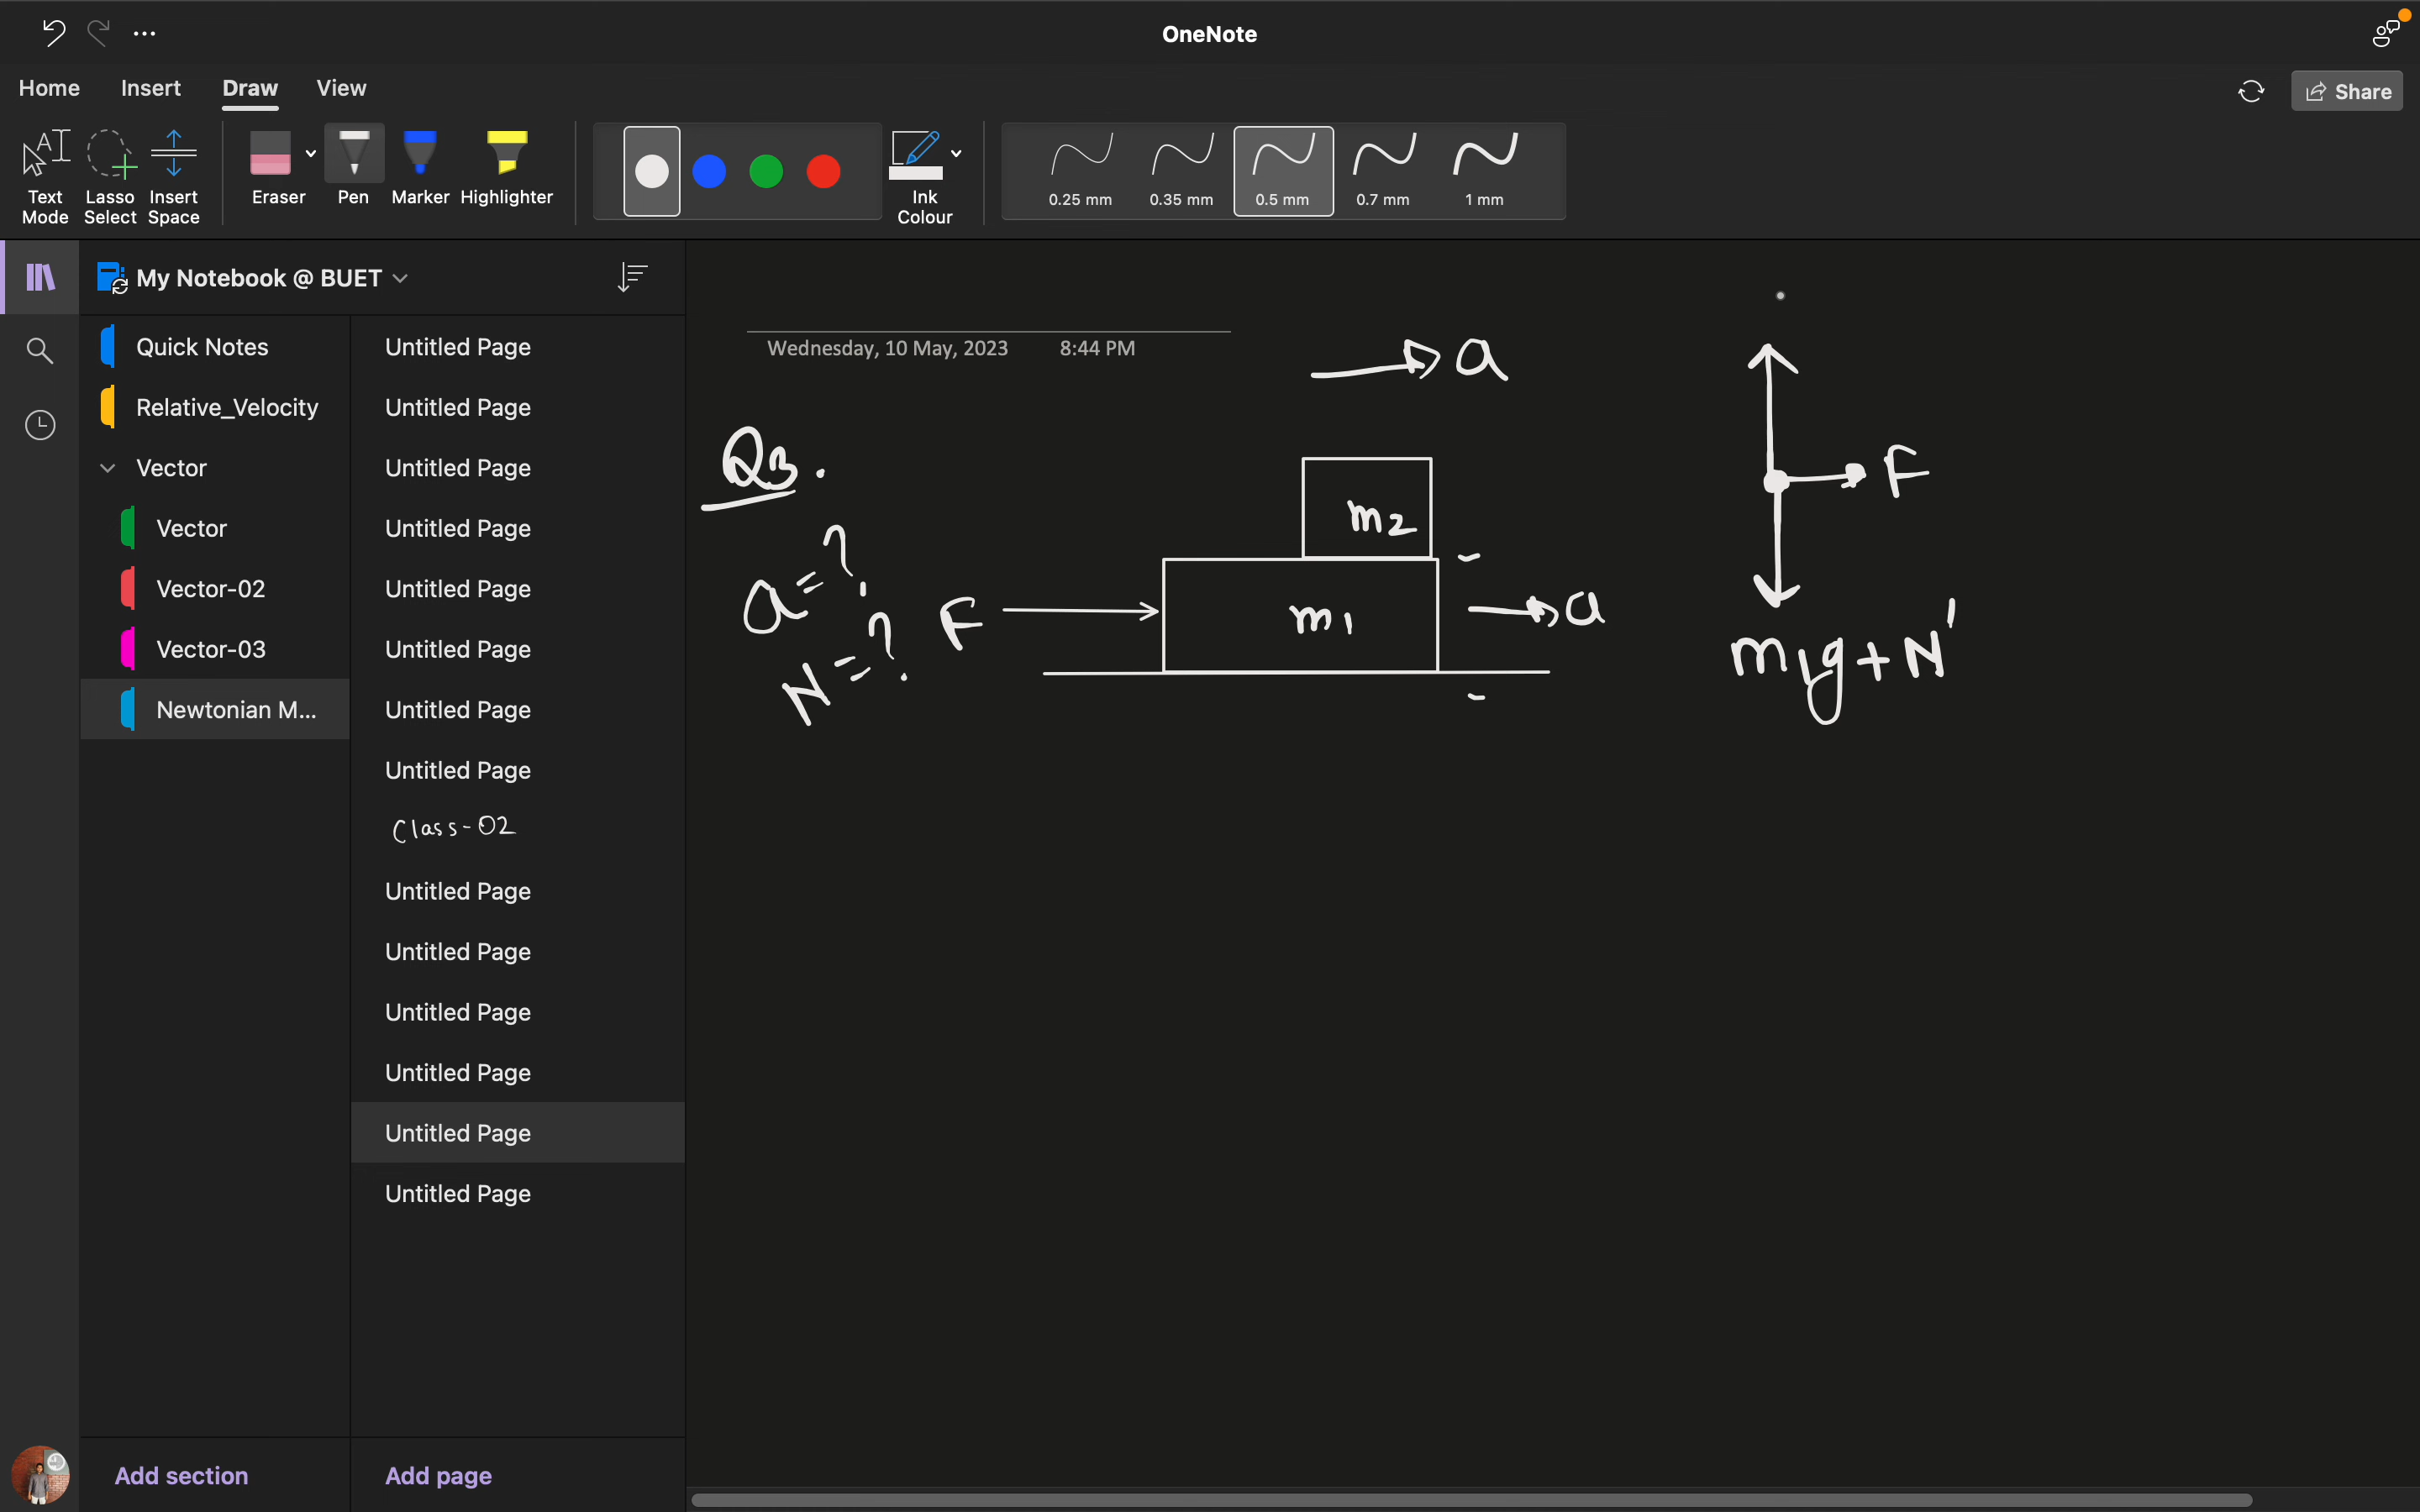 OneNote
Home Insert Draw View
Share
Text Mode
Lasso Select
Insert Space
Eraser
Pen
Marker
Highlighter
Ink Colour
0.25 mm
0.35 mm
0.5 mm
0.7 mm
1 mm
My Notebook @ BUET
Quick Notes
Relative_Velocity
Vector
Vector
Vector-02
Vector-03
Newtonian M...
Add section
Untitled Page
Untitled Page
Untitled Page
Untitled Page
Untitled Page
Untitled Page
Untitled Page
Untitled Page
Class-02
Untitled Page
Untitled Page
Untitled Page
Untitled Page
Untitled Page
Untitled Page
Add page
Wednesday, 10 May, 2023 8:44 PM
a
Q3.
a=?
N=?
F
m2
m1
a
F
m1g+N'